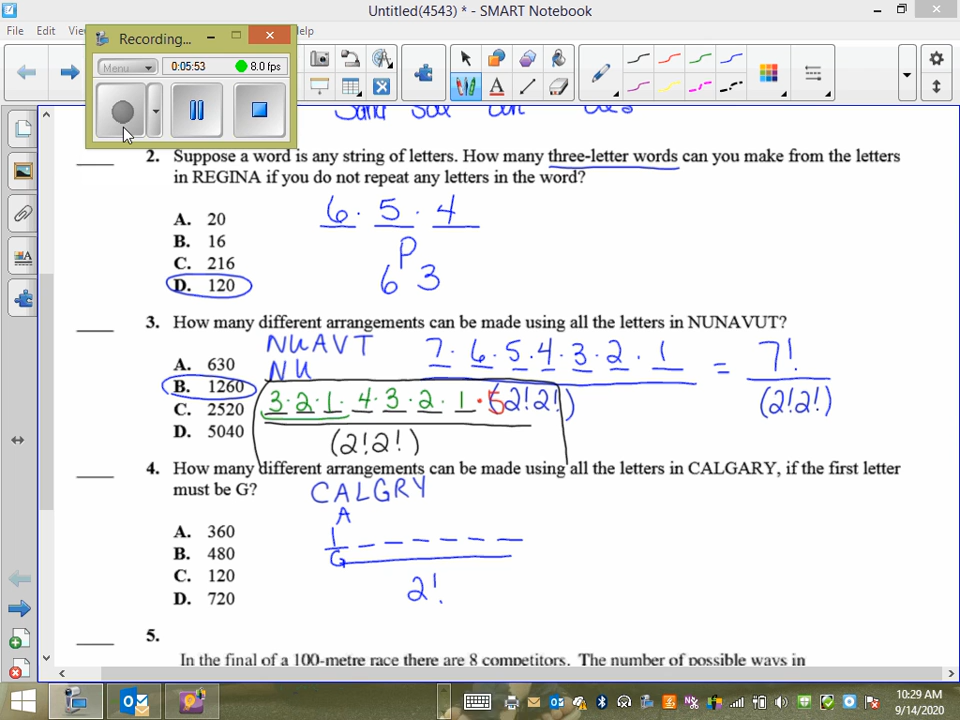 Untitled(4543) * - SMART Notebook
File Edit Help
Recording...
Menu 0:05:53 8.0 fps
2. Suppose a word is any string of letters. How many three-letter words can you make from the letters
in REGINA if you do not repeat any letters in the word?
6 · 5 · 4
A. 20
B. 16
P
C. 216
6 3
D. 120
3. How many different arrangements can be made using all the letters in NUNAVUT?
NUAVT 7 · 6 · 5 · 4 · 3 · 2 · 1 = 7!
A. 630
NU
B. 1260
3 · 2 · 1 · 4 · 3 · 2 · 1 · 5 (2!2!) (2!2!)
C. 2520
D. 5040
(2!2!)
4. How many different arrangements can be made using all the letters in CALGARY, if the first letter
must be G?
CALGRY
A
A. 360
1
B. 480
G
C. 120
2!
D. 720
5.
In the final of a 100-metre race there are 8 competitors. The number of possible ways in
10:29 AM
9/14/2020